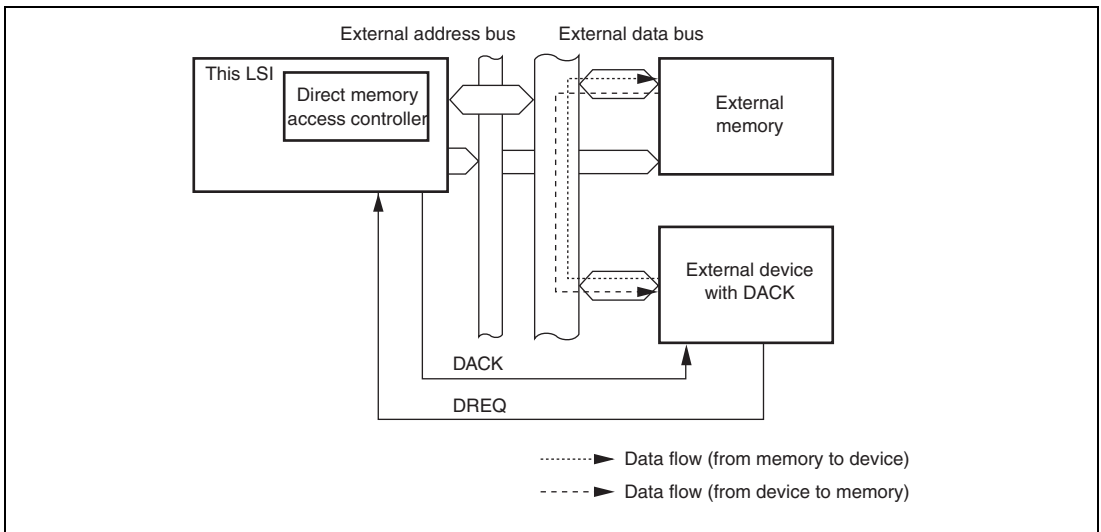 External address bus
External data bus
This LSI
Direct memory
access controller
External
memory
External device
with DACK
DACK
DREQ
Data flow (from memory to device)
Data flow (from device to memory)